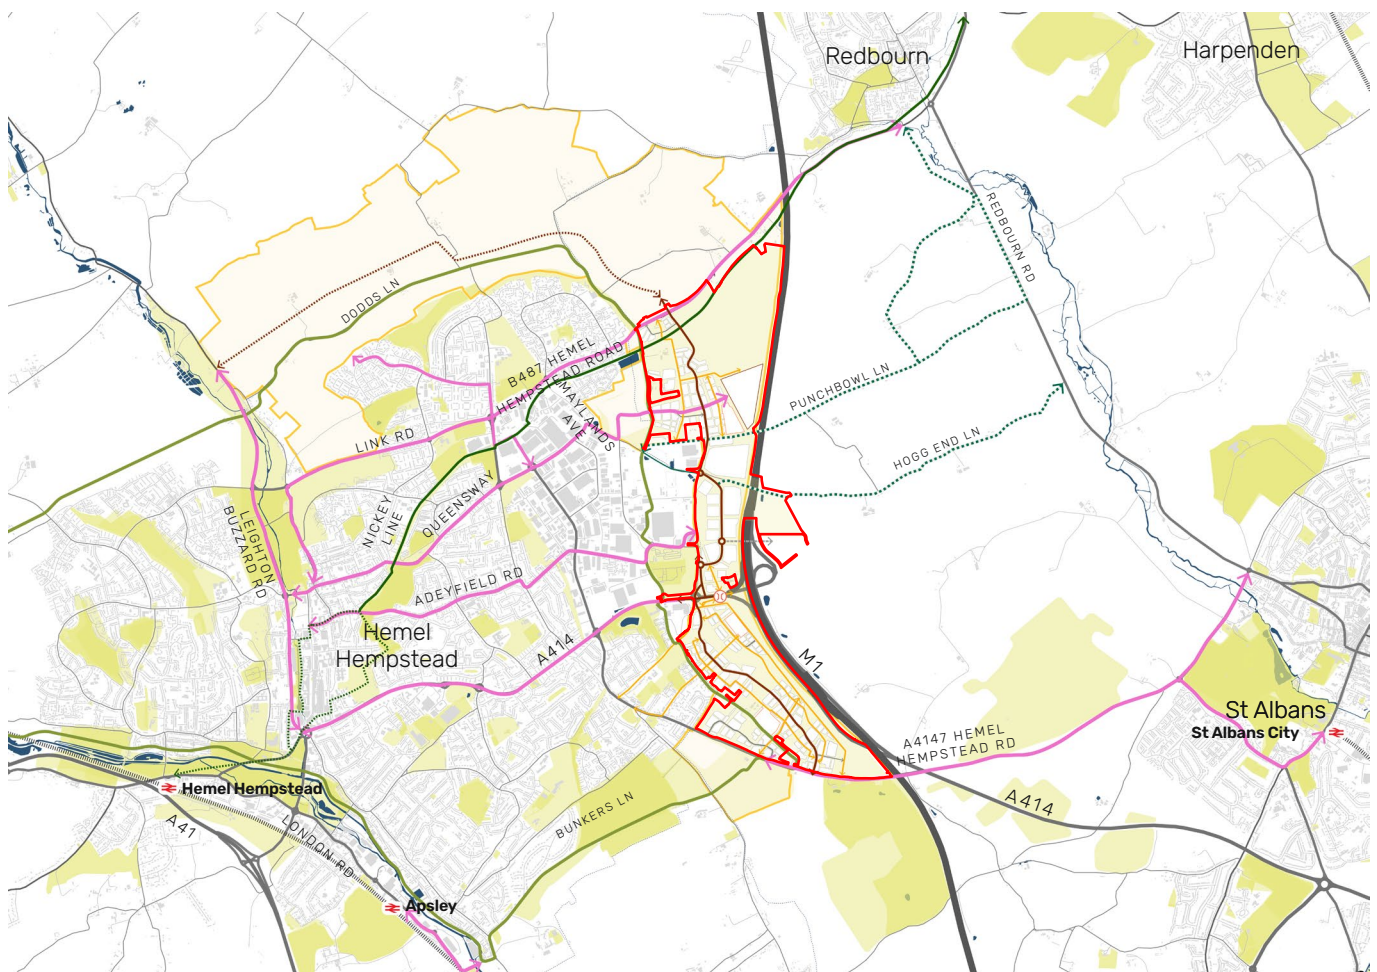 Redbourn
Harpenden
REDBOURN RD
DODDS LN
B487 HEMEL
HEMPSTEAD ROAD
MAYLANDS
AVE
PUNCHBOWL LN
LINK RD
HOGG END LN
NICKEY
LINE
QUEENSWAY
LEIGHTON
BUZZARD RD
ADEYFIELD RD
Hemel
Hempstead
A414
M1
St Albans
St Albans City
A4147 HEMEL
HEMPSTEAD RD
Hemel Hempstead
A414
BUNKERS LN
A41
LONDON RD
Apsley